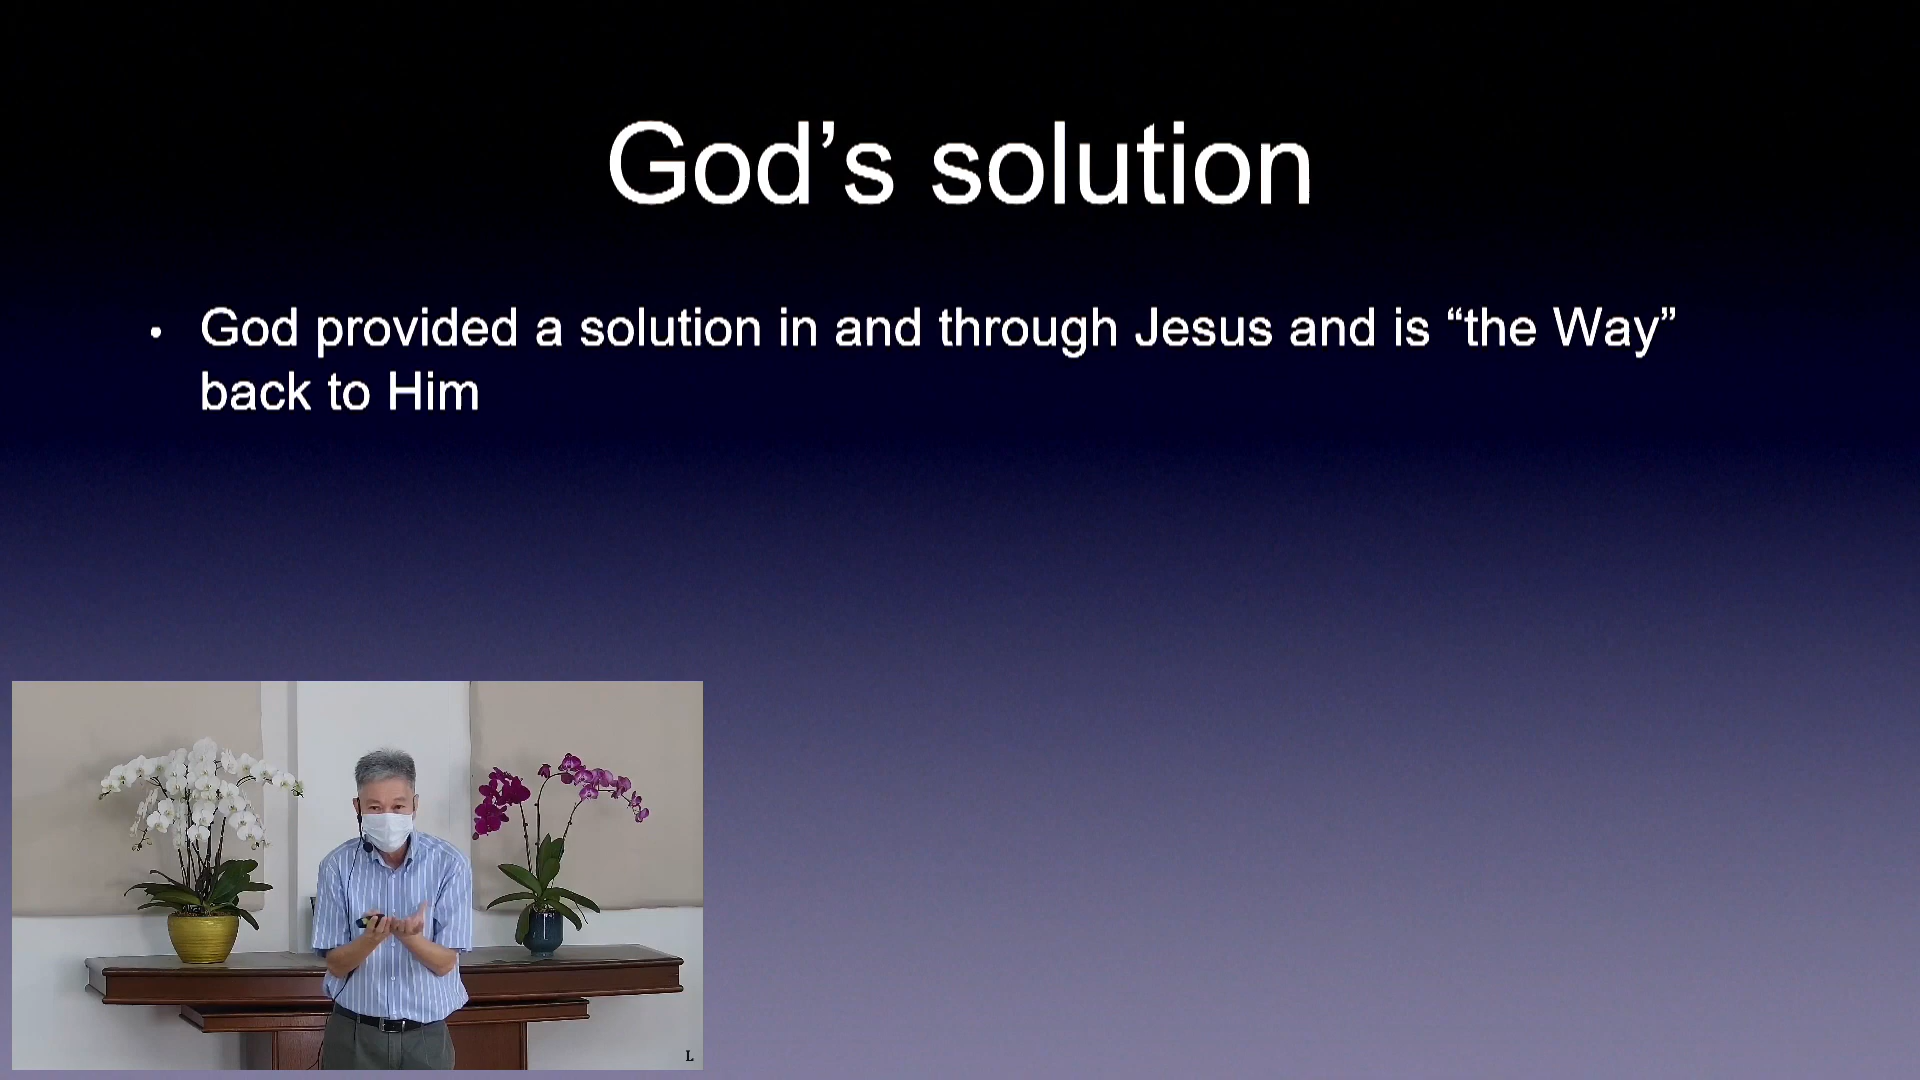 God’s solution
• God provided a solution in and through Jesus and is “the Way”
back to Him
L